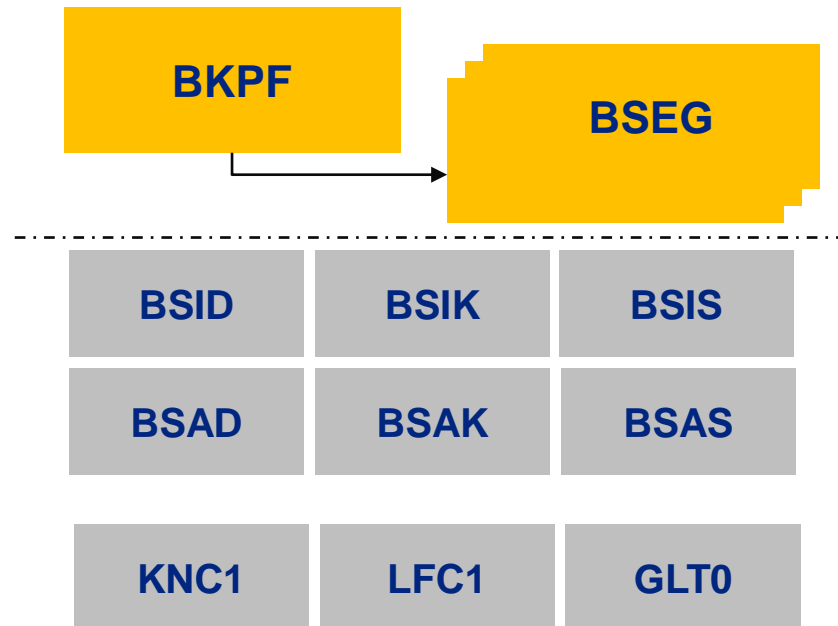 BKPF
BSEG
BSID BSIK BSIS
BSAD BSAK BSAS
KNC1 LFC1 GLT0